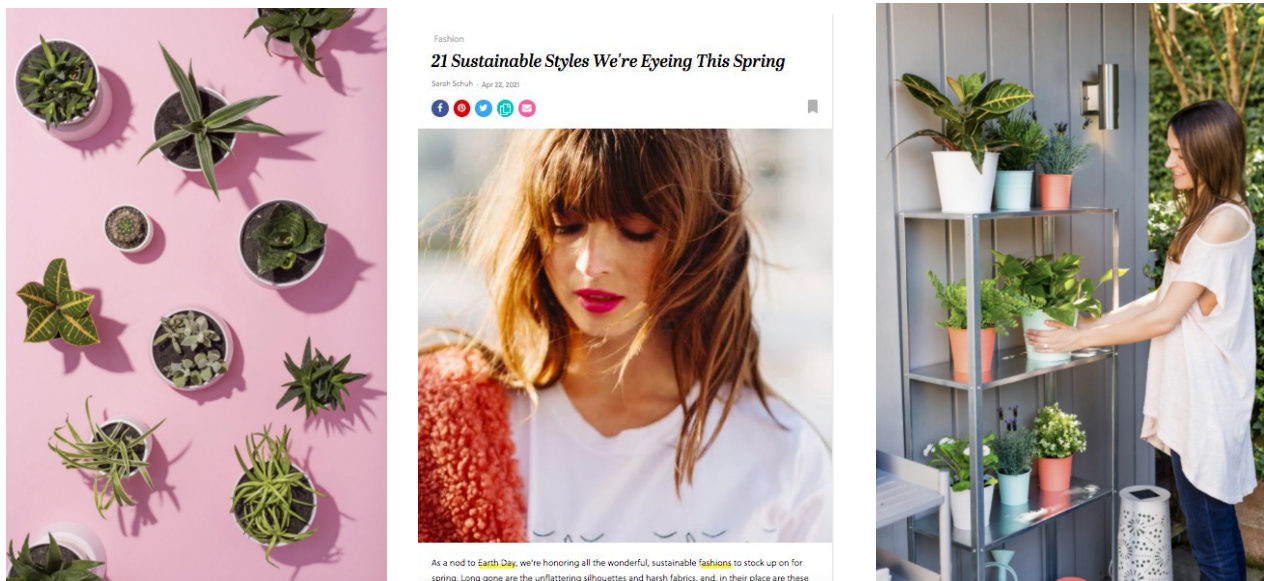 Fashion
21 Sustainable Styles We're Eyeing This Spring
Sarah Schuh - Apr 22, 2021
As a nod to Earth Day, we're honoring all the wonderful, sustainable fashions to stock up on for
spring. Long gone are the unflattering silhouettes and harsh fabrics, and, in their place are these